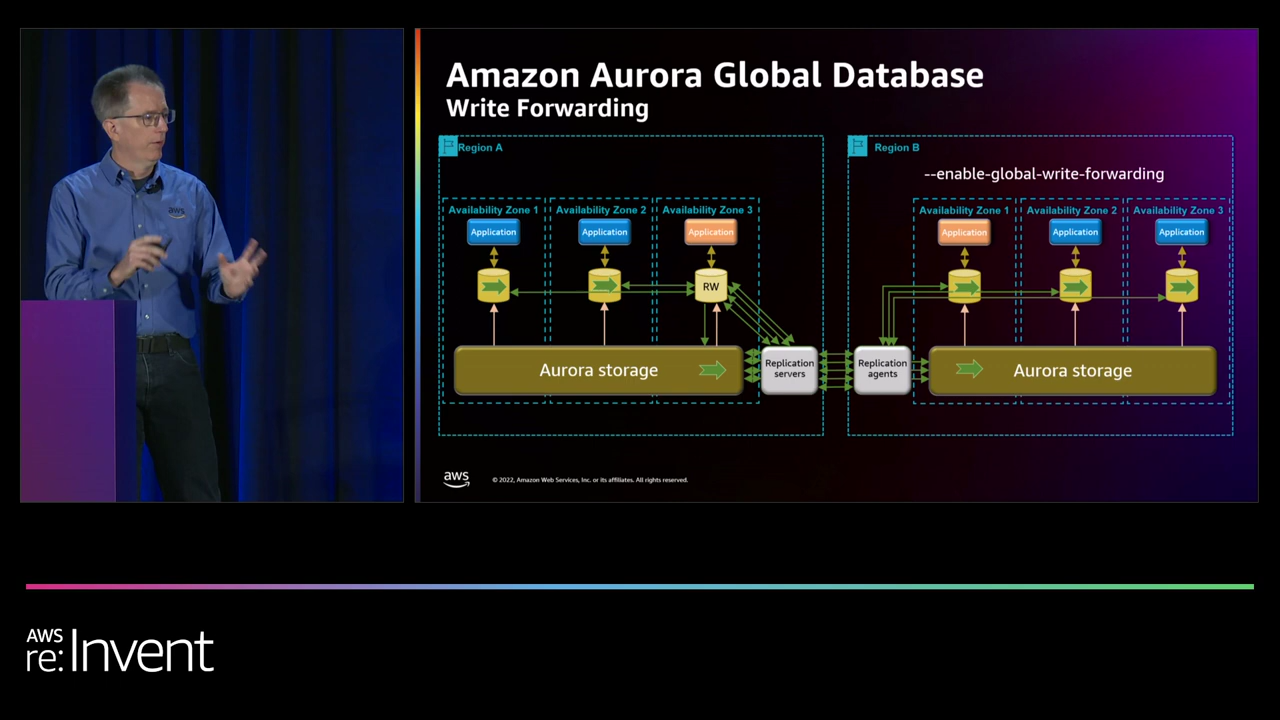 aws
Amazon Aurora Global Database
Write Forwarding
Region A
Availability Zone 1
Availability Zone 2
Availability Zone 3
Application
Application
Application
RW
Aurora storage
Replication
servers
Region B
--enable-global-write-forwarding
Availability Zone 1
Availability Zone 2
Availability Zone 3
Application
Application
Application
Replication
agents
Aurora storage
aws
© 2022, Amazon Web Services, Inc. or its affiliates. All rights reserved.
AWS
re:Invent